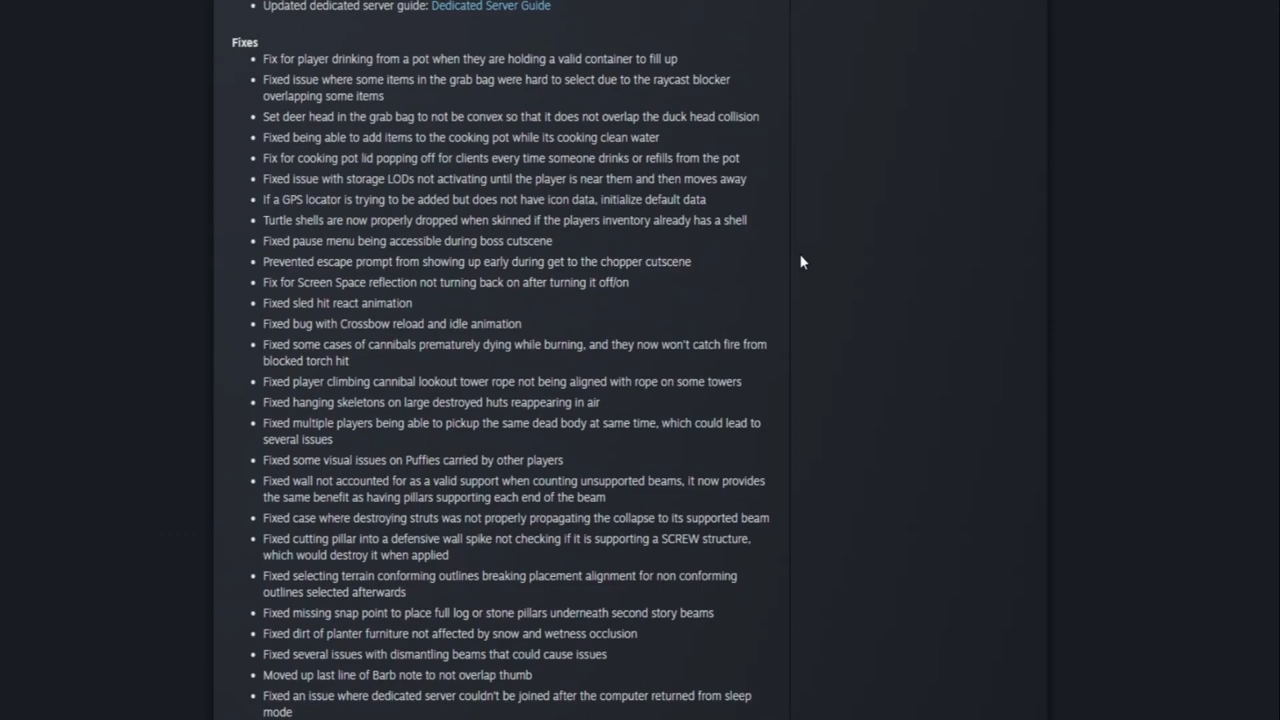 • Updated dedicated server guide: Dedicated Server Guide
Fixes
• Fix for player drinking from a pot when they are holding a valid container to fill up
• Fixed issue where some items in the grab bag were hard to select due to the raycast blocker
overlapping some items
• Set deer head in the grab bag to not be convex so that it does not overlap the duck head collision
• Fixed being able to add items to the cooking pot while its cooking clean water
• Fix for cooking pot lid popping off for clients every time someone drinks or refills from the pot
• Fixed issue with storage LODs not activating until the player is near them and then moves away
• If a GPS locator is trying to be added but does not have icon data, initialize default data
• Turtle shells are now properly dropped when skinned if the players inventory already has a shell
• Fixed pause menu being accessible during boss cutscene
• Prevented escape prompt from showing up early during get to the chopper cutscene
• Fix for Screen Space reflection not turning back on after turning it off/on
• Fixed sled hit react animation
• Fixed bug with Crossbow reload and idle animation
• Fixed some cases of cannibals prematurely dying while burning, and they now won't catch fire from
blocked torch hit
• Fixed player climbing cannibal lookout tower rope not being aligned with rope on some towers
• Fixed hanging skeletons on large destroyed huts reappearing in air
• Fixed multiple players being able to pickup the same dead body at same time, which could lead to
several issues
• Fixed some visual issues on Puffies carried by other players
• Fixed wall not accounted for as a valid support when counting unsupported beams, it now provides
the same benefit as having pillars supporting each end of the beam
• Fixed case where destroying struts was not properly propagating the collapse to its supported beam
• Fixed cutting pillar into a defensive wall spike not checking if it is supporting a SCREW structure,
which would destroy it when applied
• Fixed selecting terrain conforming outlines breaking placement alignment for non conforming
outlines selected afterwards
• Fixed missing snap point to place full log or stone pillars underneath second story beams
• Fixed dirt of planter furniture not affected by snow and wetness occlusion
• Fixed several issues with dismantling beams that could cause issues
• Moved up last line of Barb note to not overlap thumb
• Fixed an issue where dedicated server couldn't be joined after the computer returned from sleep
mode